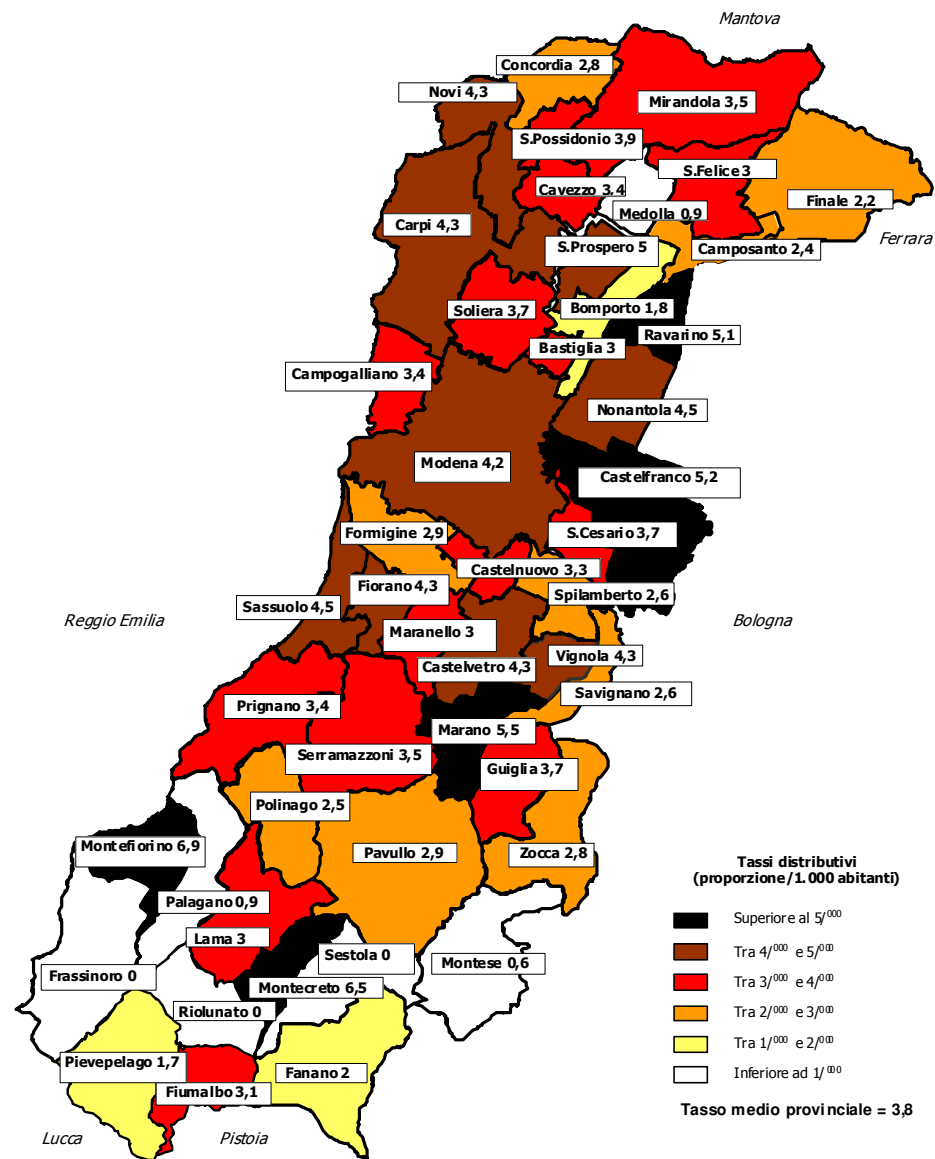 Mantova
Concordia 2,8
Novi 4,3
Mirandola 3,5
S.Possidonio 3,9
S.Felice 3
Cavezzo 3,4
Finale 2,2
Medolla 0,9
Carpi 4,3
Ferrara
S.Prospero 5
Camposanto 2,4
Soliera 3,7
Bomporto 1,8
Ravarino 5,1
Bastiglia 3
Campogalliano 3,4
Nonantola 4,5
Modena 4,2
Castelfranco 5,2
Formigine 2,9
S.Cesario 3,7
Castelnuovo 3,3
Fiorano 4,3
Spilamberto 2,6
Sassuolo 4,5
Reggio Emilia
Bologna
Maranello 3
Vignola 4,3
Castelvetro 4,3
Savignano 2,6
Prignano 3,4
Marano 5,5
Serramazzoni 3,5
Guiglia 3,7
Polinago 2,5
Montefiorino 6,9
Pavullo 2,9
Zocca 2,8
Palagano 0,9
Lama 3
Sestola 0
Montese 0,6
Frassinoro 0
Montecreto 6,5
Riolunato 0
Pievepelago 1,7
Fanano 2
Fiumalbo 3,1
Lucca
Pistoia
Tassi distributivi
(proporzione/1.000 abitanti)
Superiore al 5/000
Tra 4/000 e 5/000
Tra 3/000 e 4/000
Tra 2/000 e 3/000
Tra 1/000 e 2/000
Inferiore ad 1/000
Tasso medio provinciale = 3,8